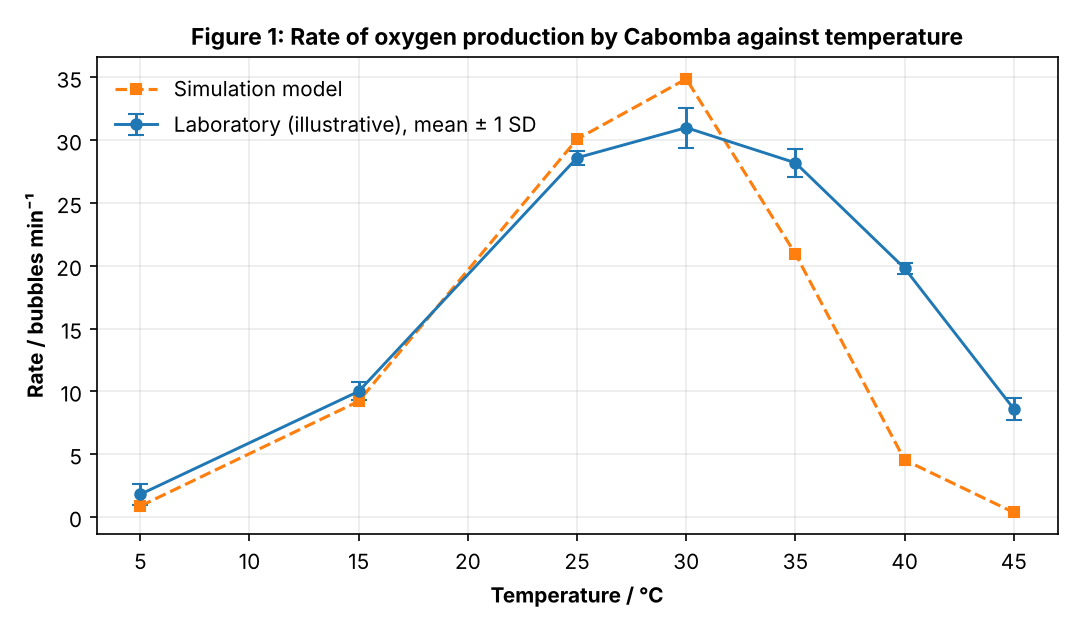 Figure 1: Rate of oxygen production by Cabomba against temperature
Simulation model
Laboratory (illustrative), mean ± 1 SD
Rate / bubbles min⁻¹
35
30
25
20
15
10
5
0
5 10 15 20 25 30 35 40 45
Temperature / °C